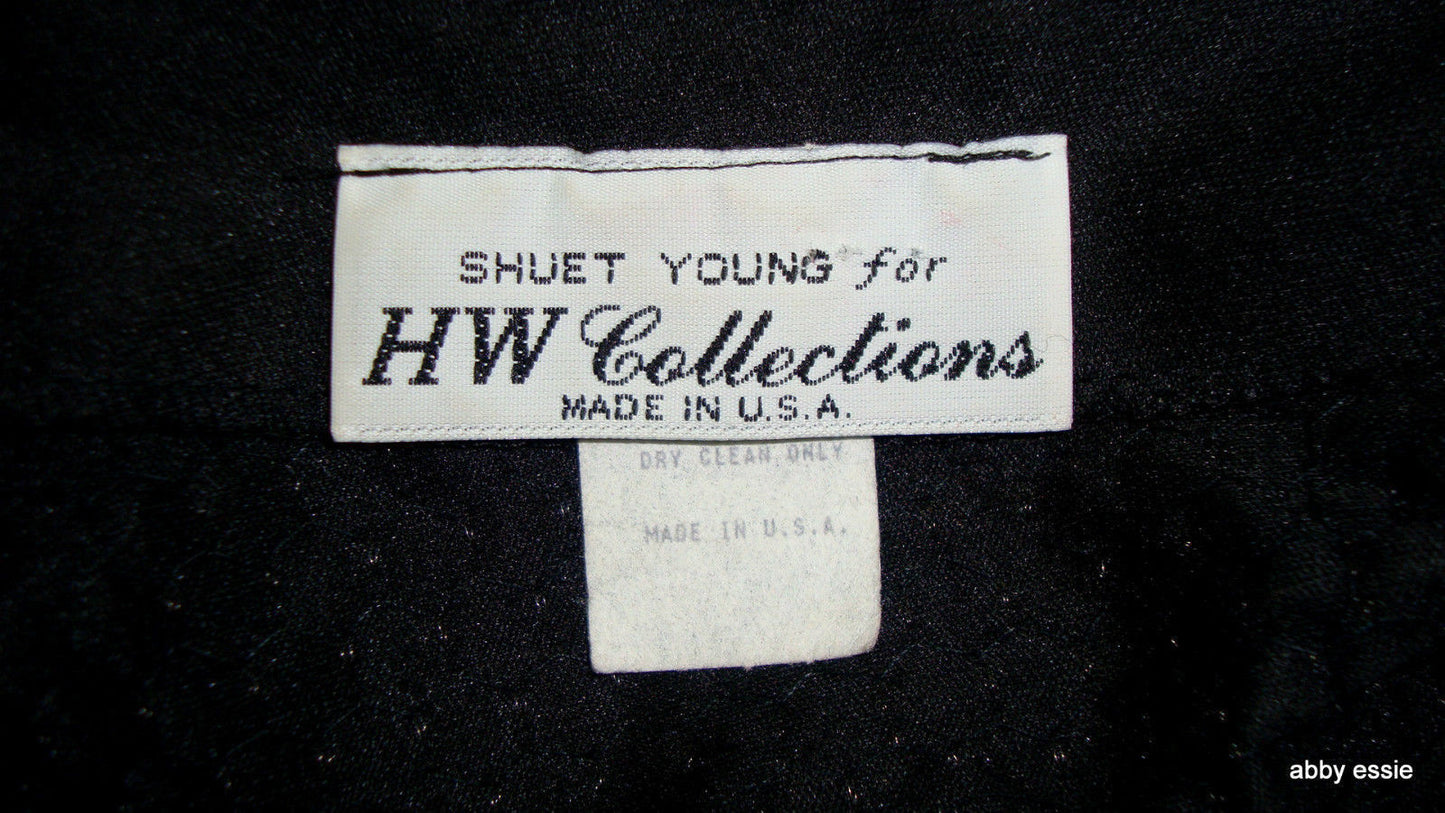 SHUET YOUNG for
HW Collections
MADE IN U.S.A.
DRY CLEAN ONLY
MADE IN U.S.A.
abby essie